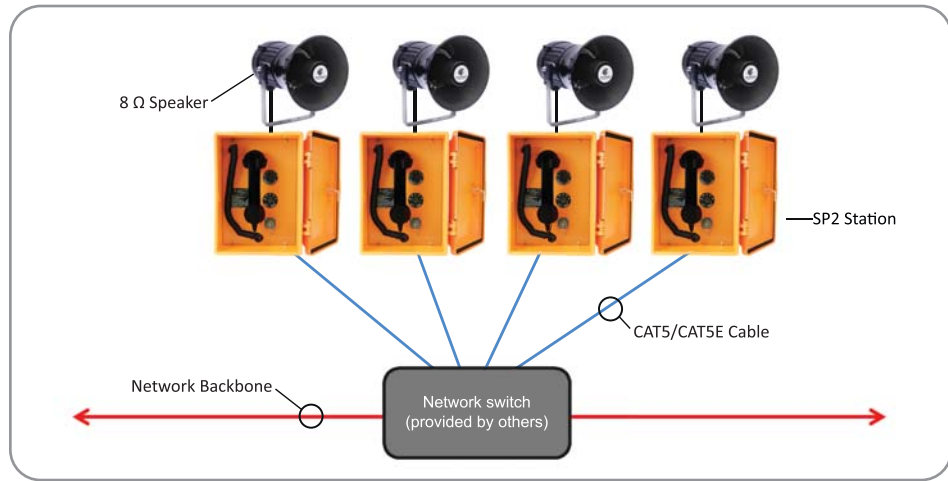 8 Ω Speaker
SP2 Station
CAT5/CAT5E Cable
Network Backbone
Network switch
(provided by others)